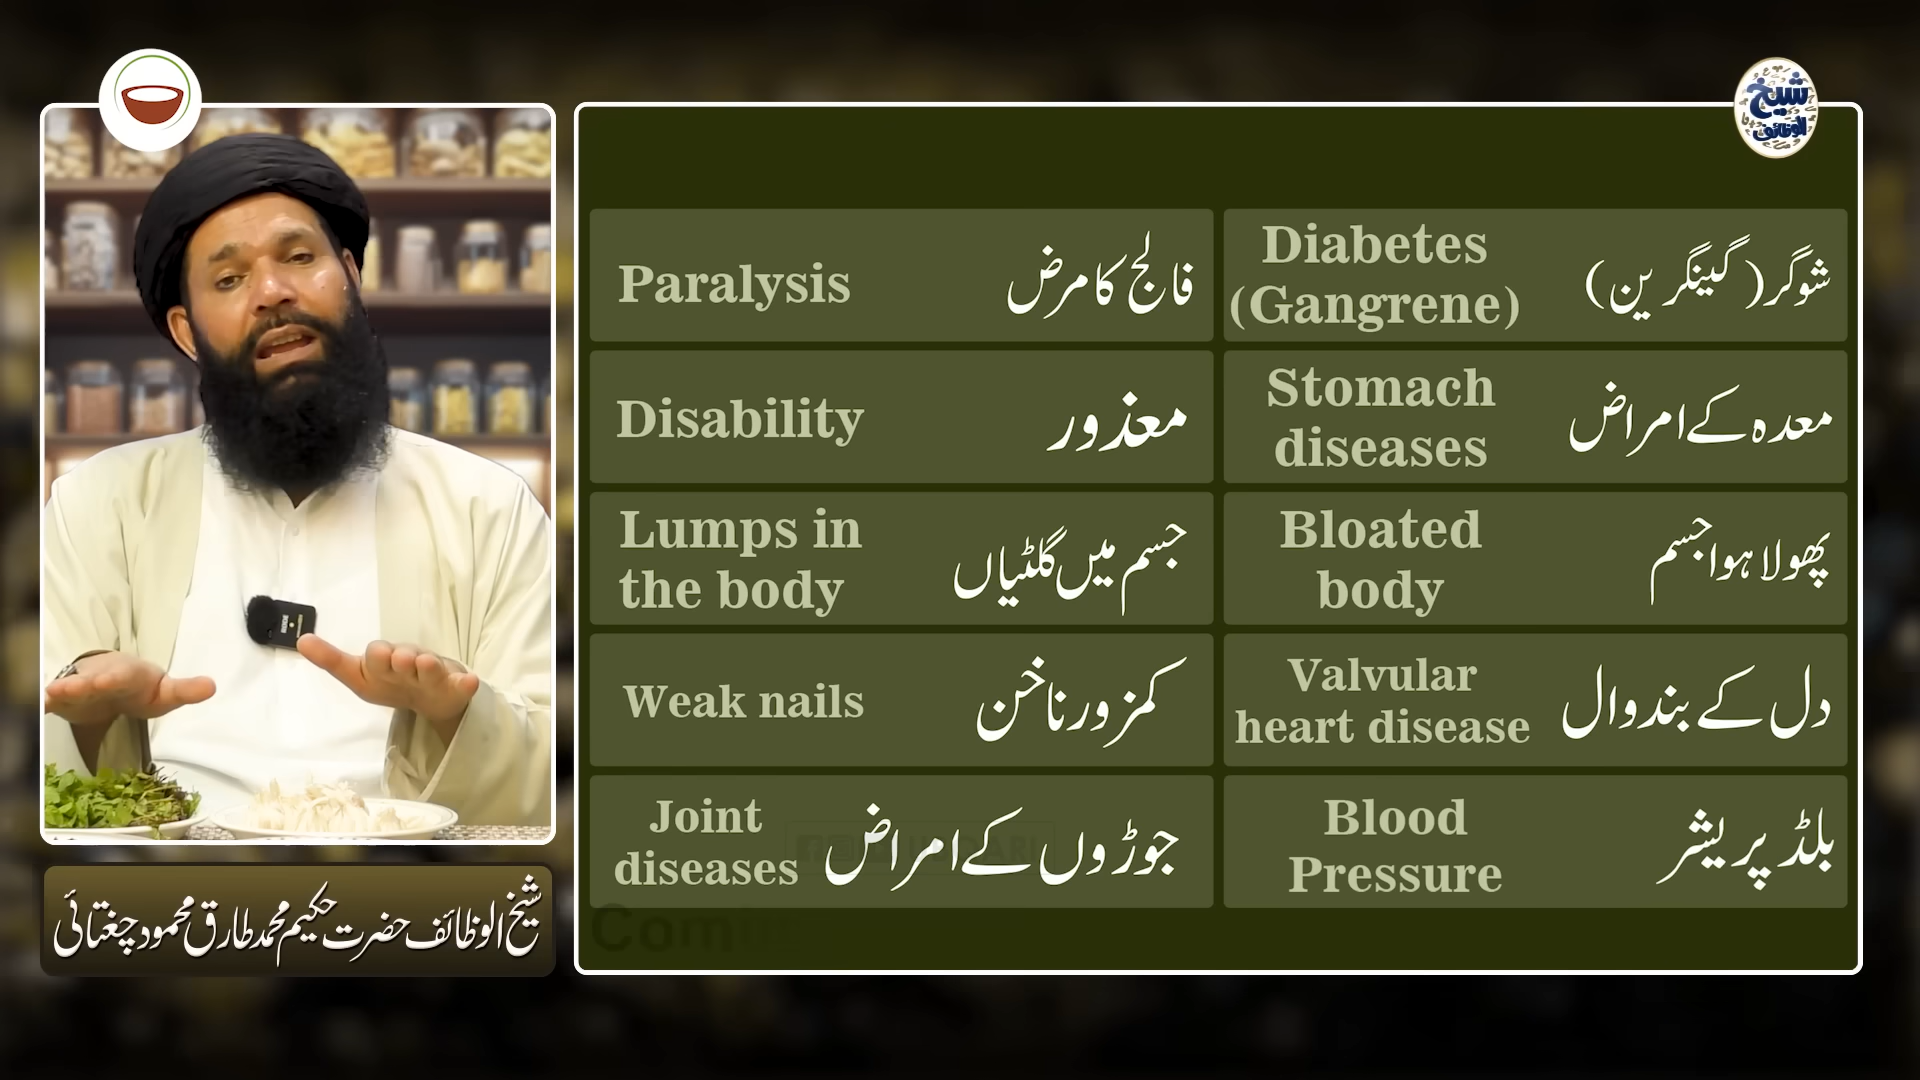 شیخ الوظائف
Paralysis
فالج کا مرض
Diabetes
(Gangrene)
شوگر (گینگرین)
Disability
معذور
Stomach
diseases
معدہ کے امراض
Lumps in
the body
جسم میں گلٹیاں
Bloated
body
پھولا ہوا جسم
Weak nails
کمزور ناخن
Valvular
heart disease
دل کے بند وال
Joint
diseases
جوڑوں کے امراض
Blood
Pressure
بلڈ پریشر
شیخ الوظائف حضرت حکیم محمد طارق محمود چغتائی